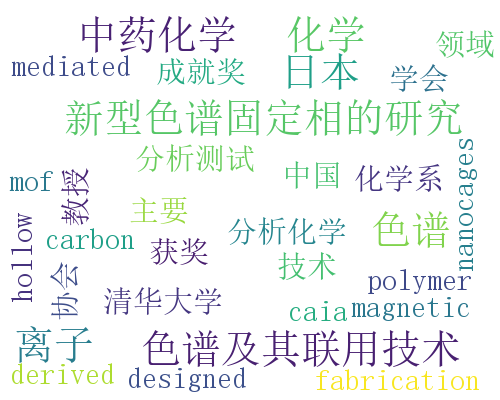 中药化学 化学 领域
mediated 成就奖 日本 学会
新型色谱固定相的研究
分析测试 中国 化学系 nanocages
mof 教授 主要 分析化学 色谱
hollow carbon 获奖 技术
协会 清华大学 polymer
caia magnetic
离子 色谱及其联用技术
derived designed fabrication